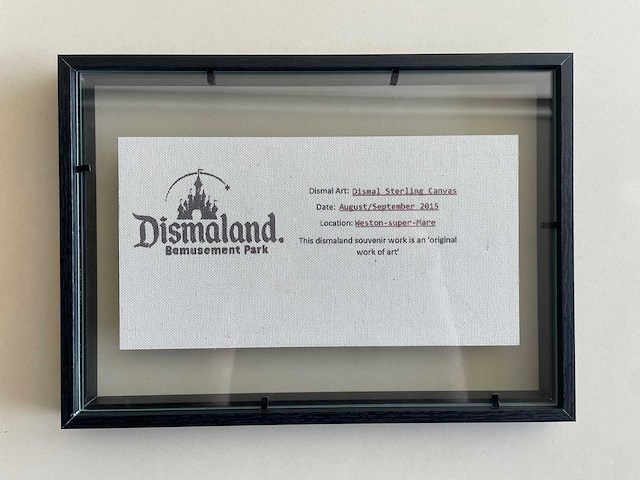 Dismaland.
Bemusement Park
Dismal Art: Dismal Sterling Canvas
Date: August/September 2015
Location: Weston-super-Mare
This dismaland souvenir work is an 'original
work of art'